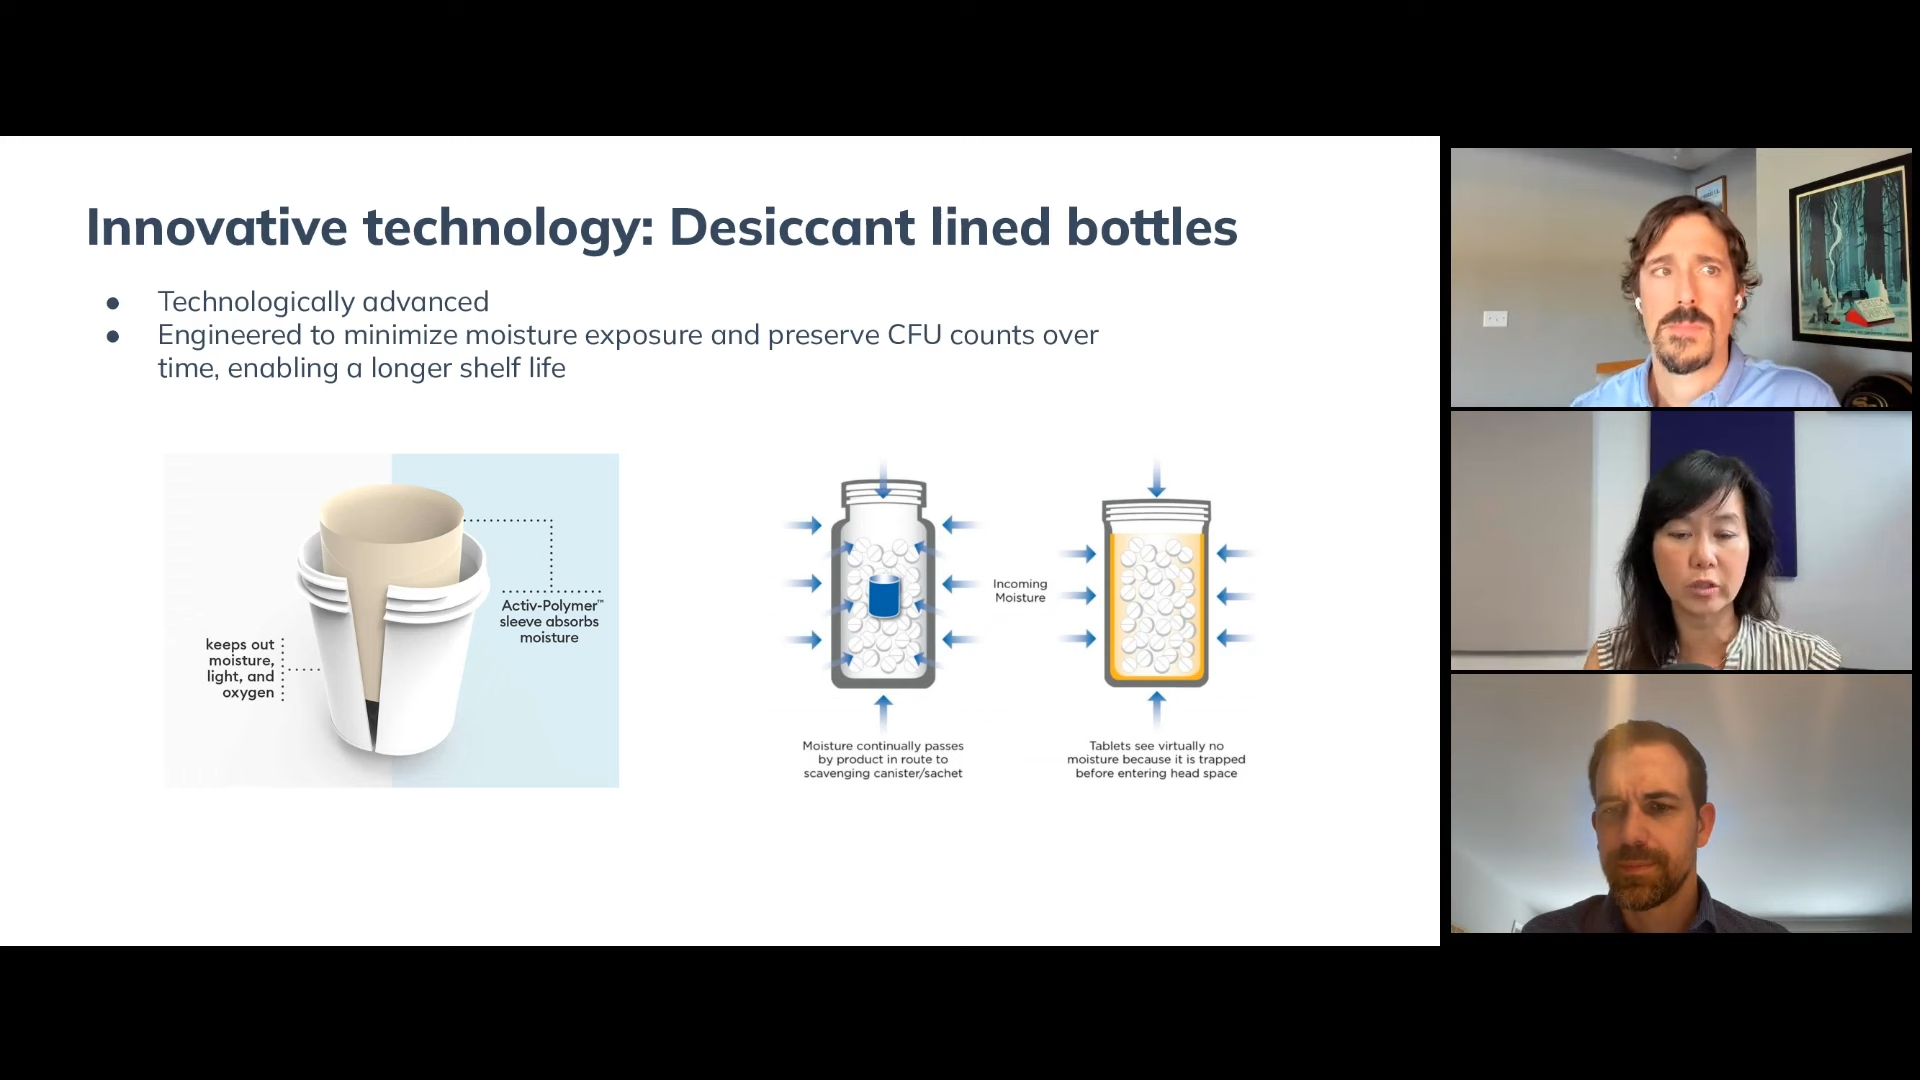 Innovative technology: Desiccant lined bottles
● Technologically advanced
● Engineered to minimize moisture exposure and preserve CFU counts over
time, enabling a longer shelf life
Activ-Polymer™
sleeve absorbs
moisture
keeps out
moisture,
light, and
oxygen
Incoming
Moisture
Moisture continually passes
by product in route to
scavenging canister/sachet
Tablets see virtually no
moisture because it is trapped
before entering head space